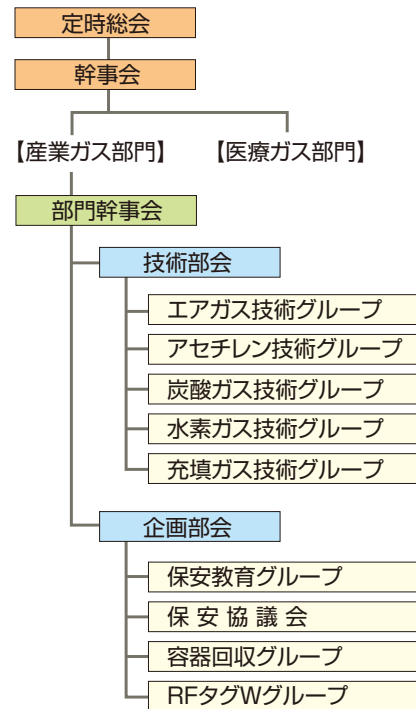 定時総会
幹事会
【産業ガス部門】 【医療ガス部門】
部門幹事会
技術部会
エアガス技術グループ
アセチレン技術グループ
炭酸ガス技術グループ
水素ガス技術グループ
充填ガス技術グループ
企画部会
保安教育グループ
保 安 協 議 会
容器回収グループ
RFタグWグループ